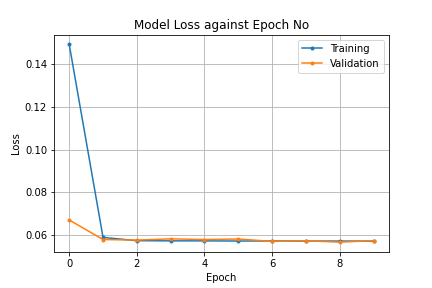 Model Loss against Epoch No
Training
Validation
0.14
0.12
0.10
0.08
0.06
Loss
0 2 4 6 8
Epoch